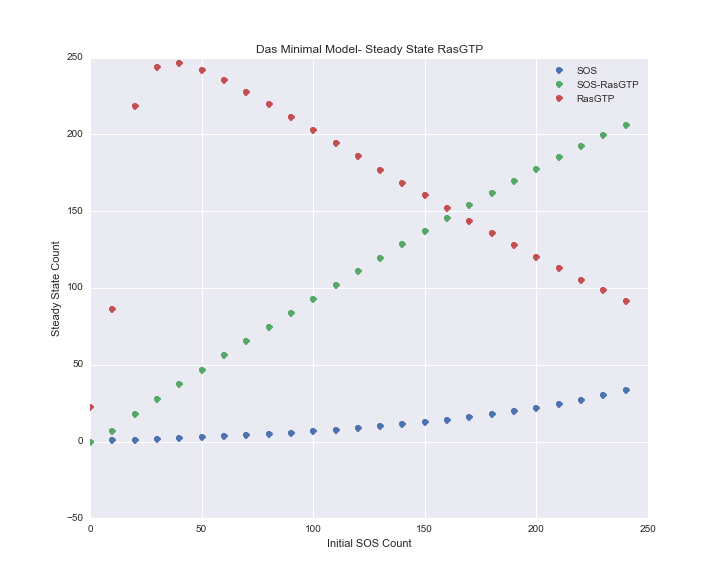 Das Minimal Model- Steady State RasGTP
250
200
150
100
50
0
−50
Steady State Count
SOS
SOS-RasGTP
RasGTP
0
50
100
150
200
250
Initial SOS Count